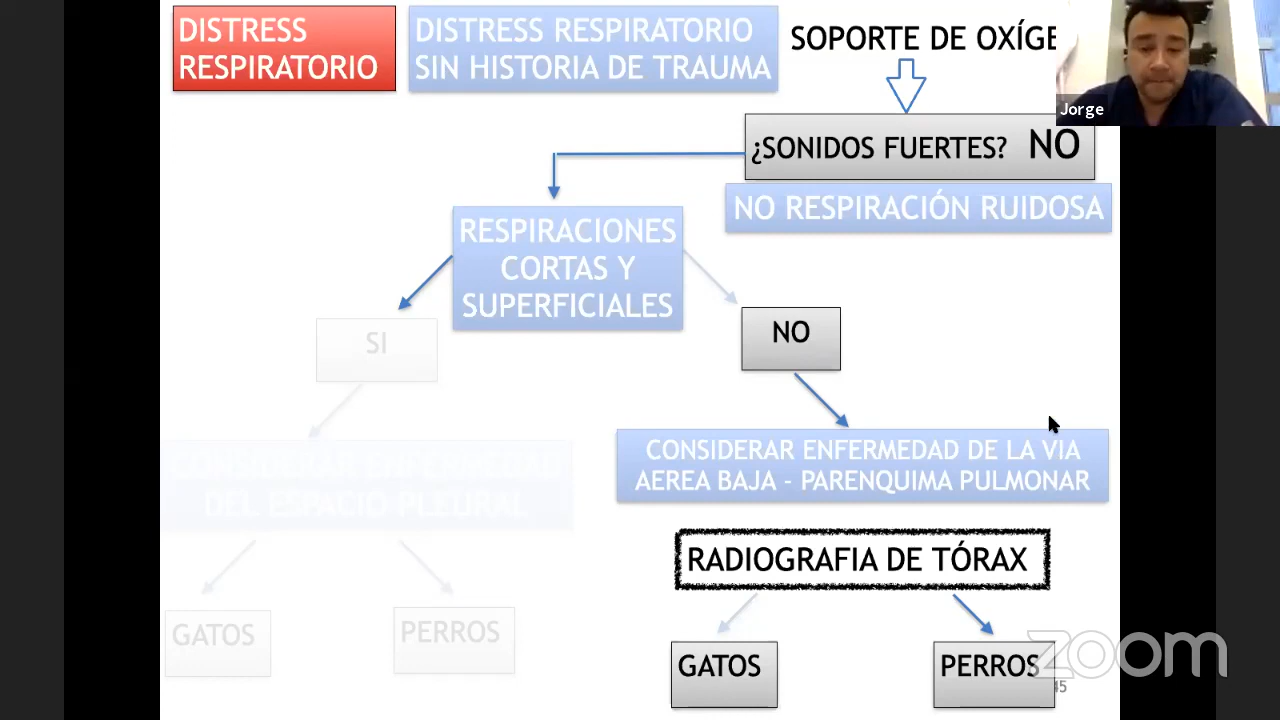 DISTRESS
RESPIRATORIO
DISTRESS RESPIRATORIO
SIN HISTORIA DE TRAUMA
SOPORTE DE OXÍGE
Jorge
¿SONIDOS FUERTES? NO
NO RESPIRACIÓN RUIDOSA
RESPIRACIONES
CORTAS Y
SUPERFICIALES
SI
NO
CONSIDERAR ENFERMEDAD
DEL ESPACIO PLEURAL
CONSIDERAR ENFERMEDAD DE LA VIA
AEREA BAJA - PARENQUIMA PULMONAR
RADIOGRAFIA DE TÓRAX
GATOS
PERROS
GATOS
PERROS
zoom
45